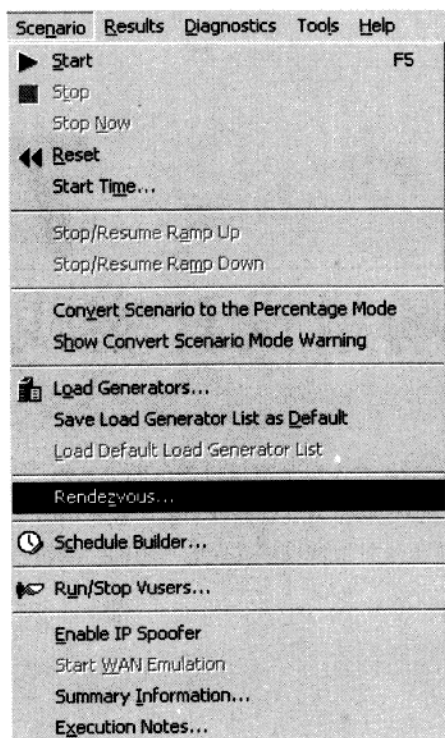 Scenario Results Diagnostics Tools Help
Start F5
Stop
Stop Now
Reset
Start Time...
Stop/Resume Ramp Up
Stop/Resume Ramp Down
Convert Scenario to the Percentage Mode
Show Convert Scenario Mode Warning
Load Generators...
Save Load Generator List as Default
Load Default Load Generator List
Rendezvous...
Schedule Builder...
Run/Stop Vusers...
Enable IP Spoofer
Start WAN Emulation
Summary Information...
Execution Notes...